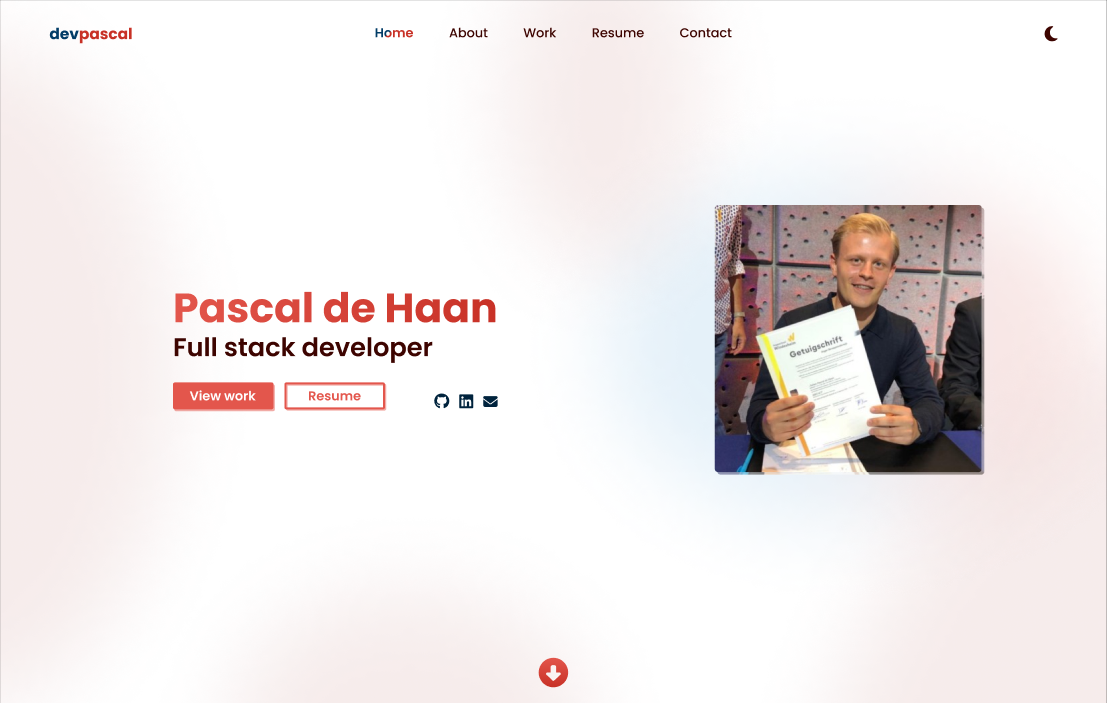 devpascal
Home
About
Work
Resume
Contact
Pascal de Haan
Full stack developer
View work
Resume
Getuigschrift